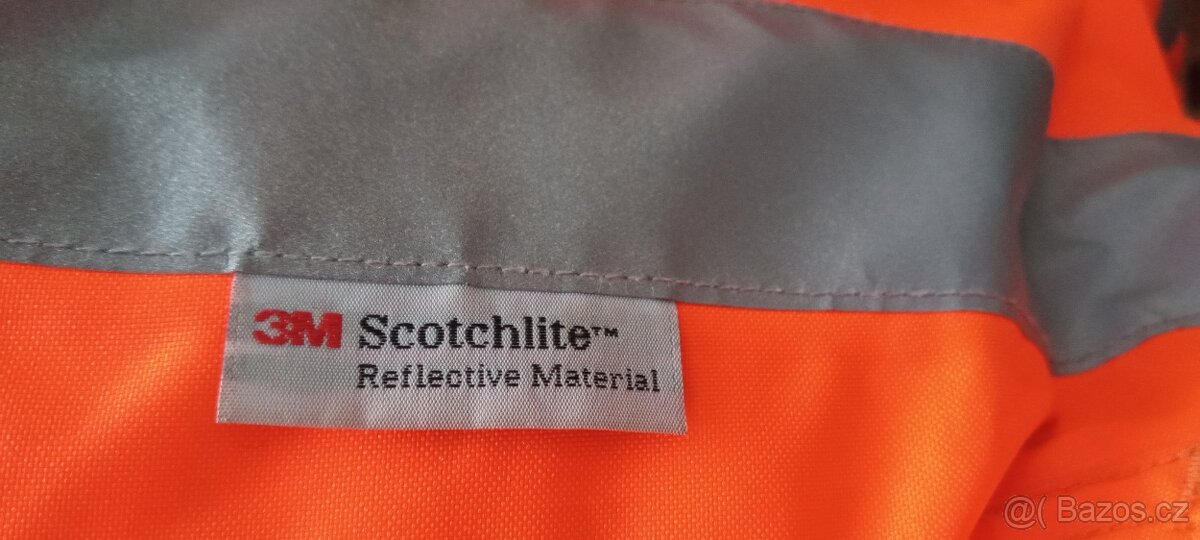 3M Scotchlite™
Reflective Material
@( Bazos.cz